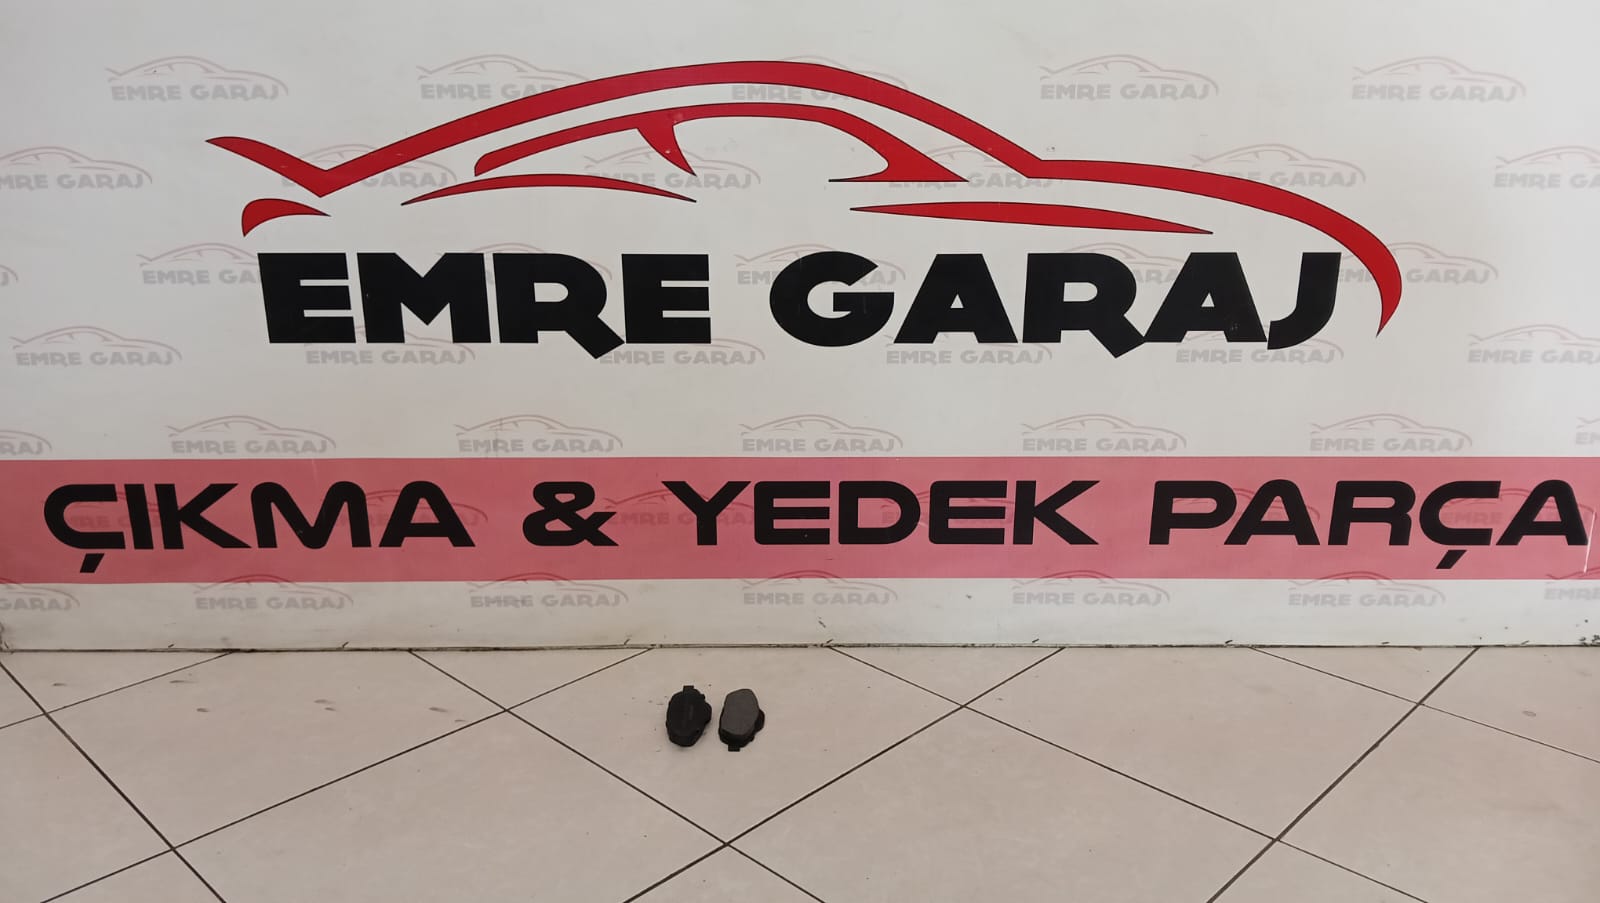 EMRE GARAJ
ÇIKMA & YEDEK PARÇA